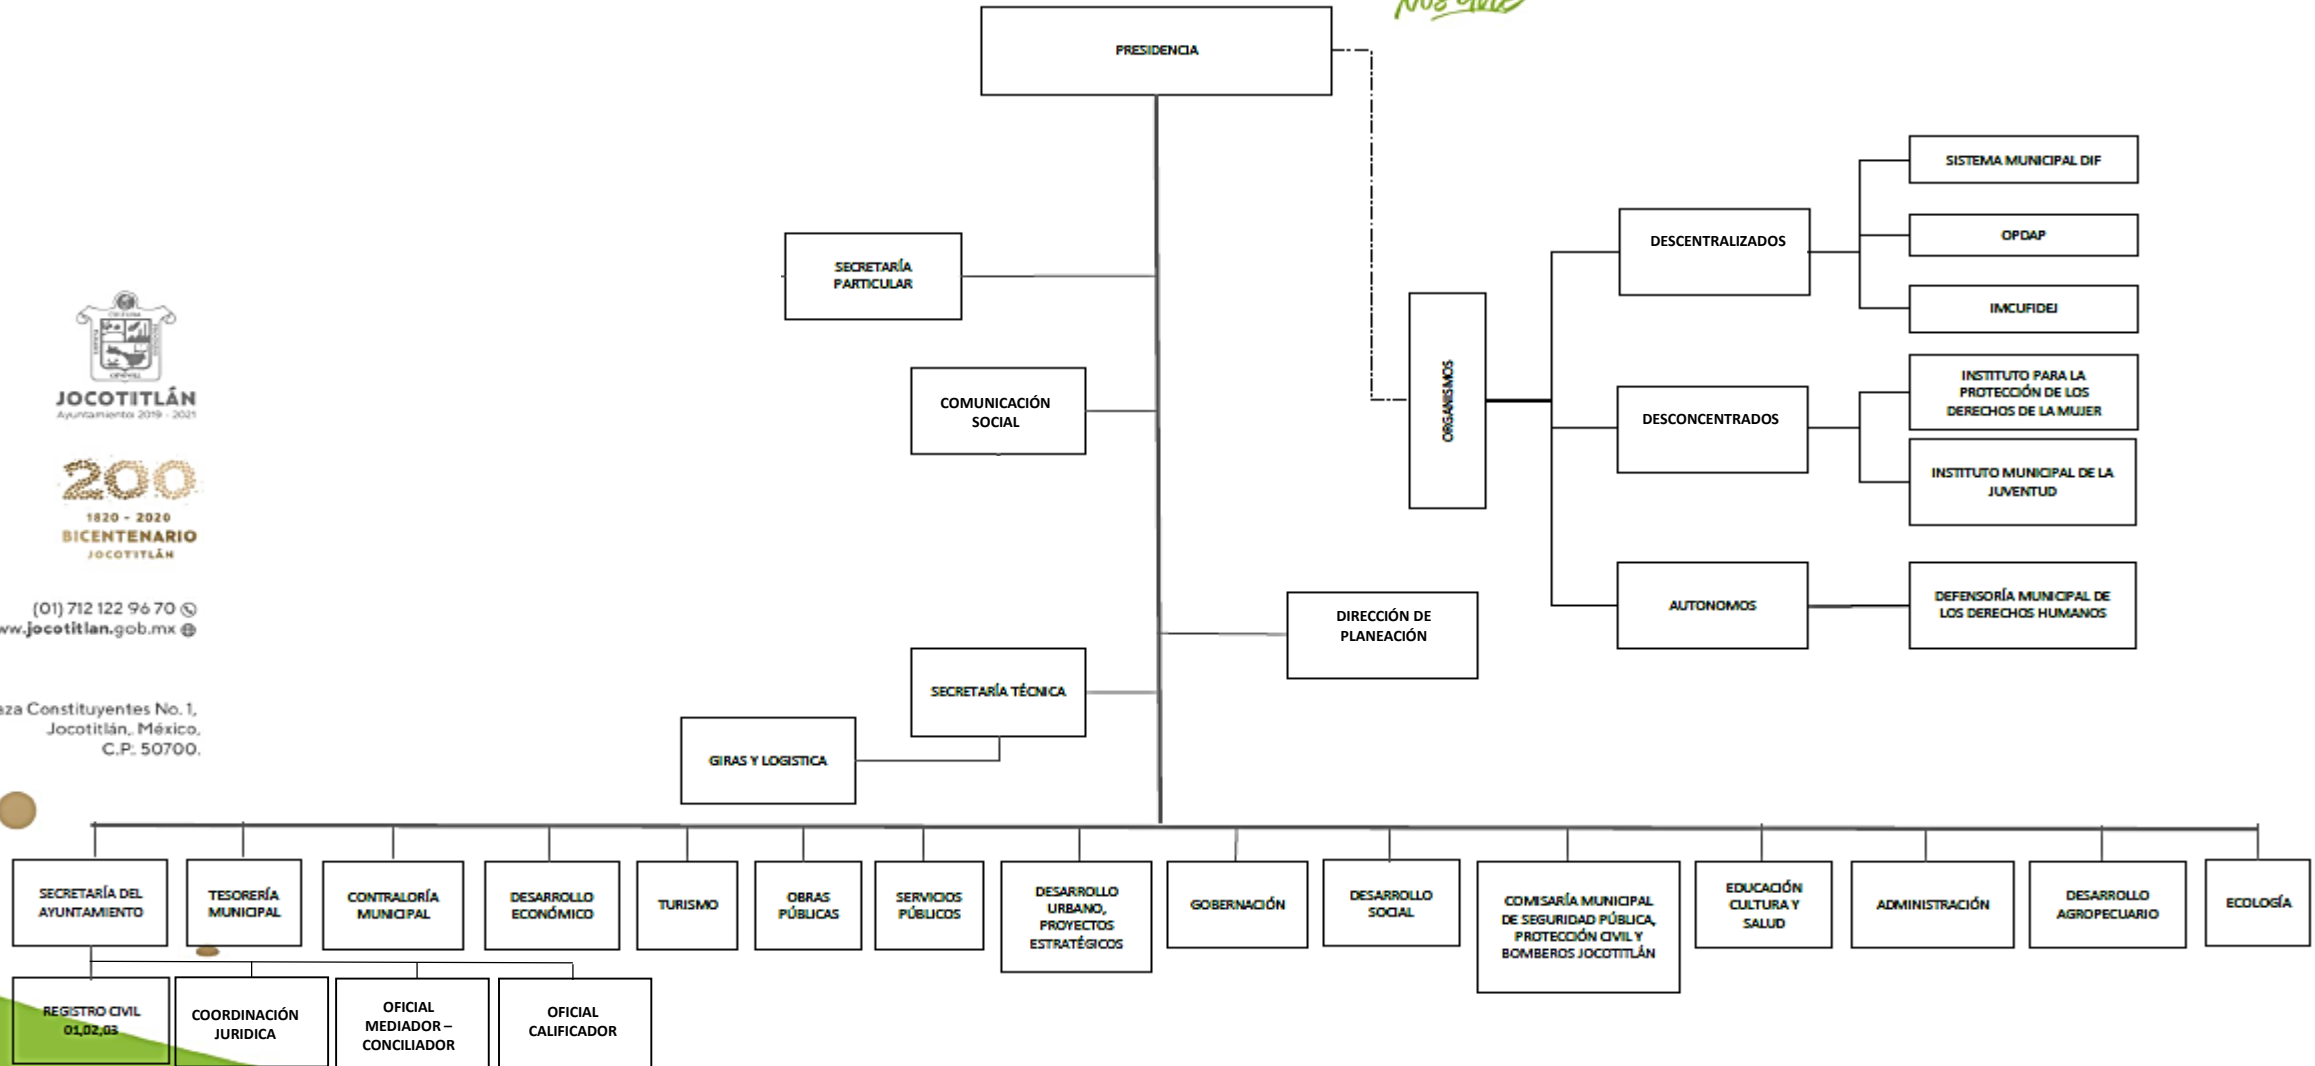 Nos une
PRESIDENCIA
SISTEMA MUNICIPAL DIF
DESCENTRALIZADOS
OPDAP
IMCUFIDEJ
SECRETARÍA
PARTICULAR
COMUNICACIÓN
SOCIAL
ORGANISMOS
INSTITUTO PARA LA
PROTECCIÓN DE LOS
DERECHOS DE LA MUJER
DESCONCENTRADOS
INSTITUTO MUNICIPAL DE LA
JUVENTUD
AUTONOMOS
DEFENSORÍA MUNICIPAL DE
LOS DERECHOS HUMANOS
DIRECCIÓN DE
PLANEACIÓN
SECRETARÍA TÉCNICA
GIRAS Y LOGISTICA
JOCOTITLÁN
Ayuntamiento 2019 - 2021
200
1820 - 2020
BICENTENARIO
JOCOTITLÁN
(01) 712 122 96 70
ww.jocotitlan.gob.mx
aza Constituyentes No. 1,
Jocotitlán, México,
C.P. 50700.
SECRETARÍA DEL
AYUNTAMIENTO
TESORERÍA
MUNICIPAL
CONTRALORÍA
MUNICIPAL
DESARROLLO
ECONÓMICO
TURISMO
OBRAS
PÚBLICAS
SERVICIOS
PÚBLICOS
DESARROLLO
URBANO,
PROYECTOS
ESTRATÉGICOS
GOBERNACIÓN
DESARROLLO
SOCIAL
COMISARÍA MUNICIPAL
DE SEGURIDAD PÚBLICA,
PROTECCIÓN CIVIL Y
BOMBEROS JOCOTITLÁN
EDUCACIÓN
CULTURA Y
SALUD
ADMINISTRACIÓN
DESARROLLO
AGROPECUARIO
ECOLOGÍA
REGISTRO CIVIL
01,02,03
COORDINACIÓN
JURIDICA
OFICIAL
MEDIADOR –
CONCILIADOR
OFICIAL
CALIFICADOR